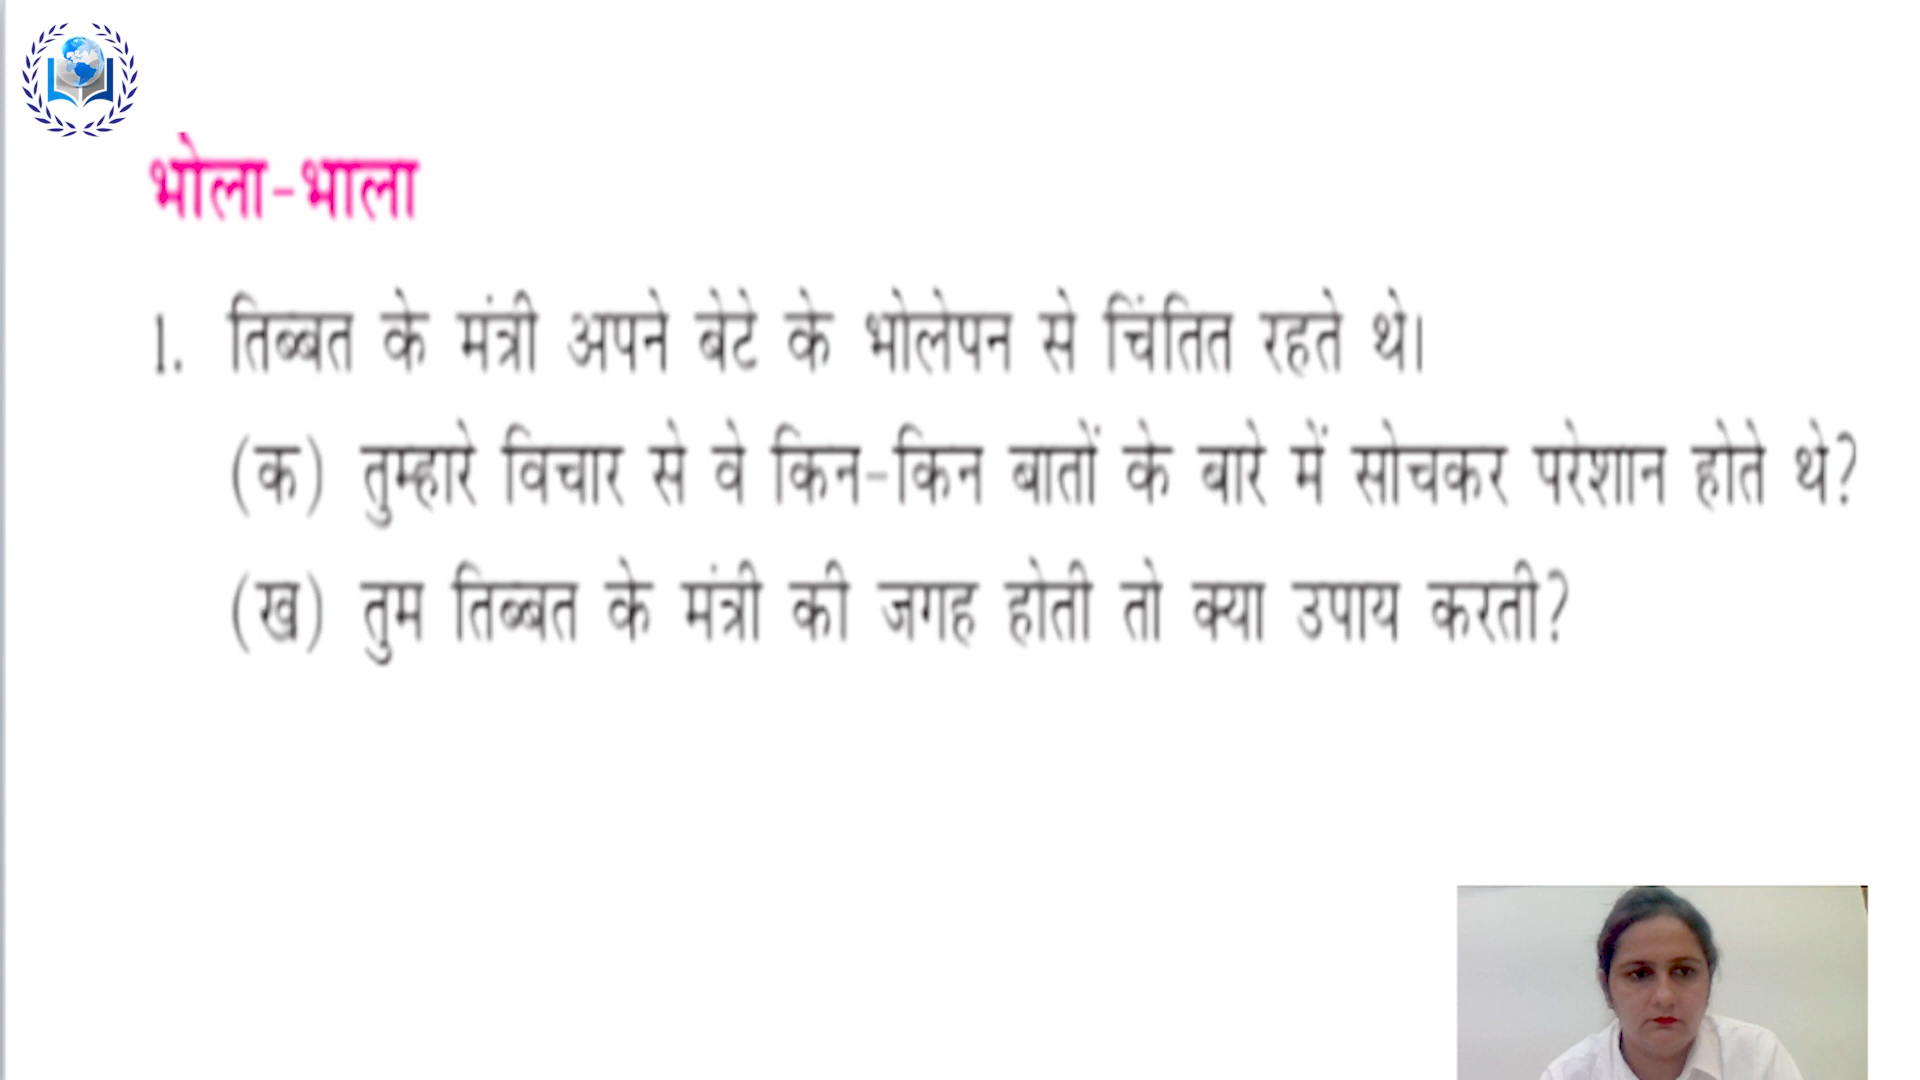 भोला-भाला
1. तिब्बत के मंत्री अपने बेटे के भोलेपन से चिंतित रहते थे।
(क) तुम्हारे विचार से वे किन-किन बातों के बारे में सोचकर परेशान होते थे?
(ख) तुम तिब्बत के मंत्री की जगह होती तो क्या उपाय करती?